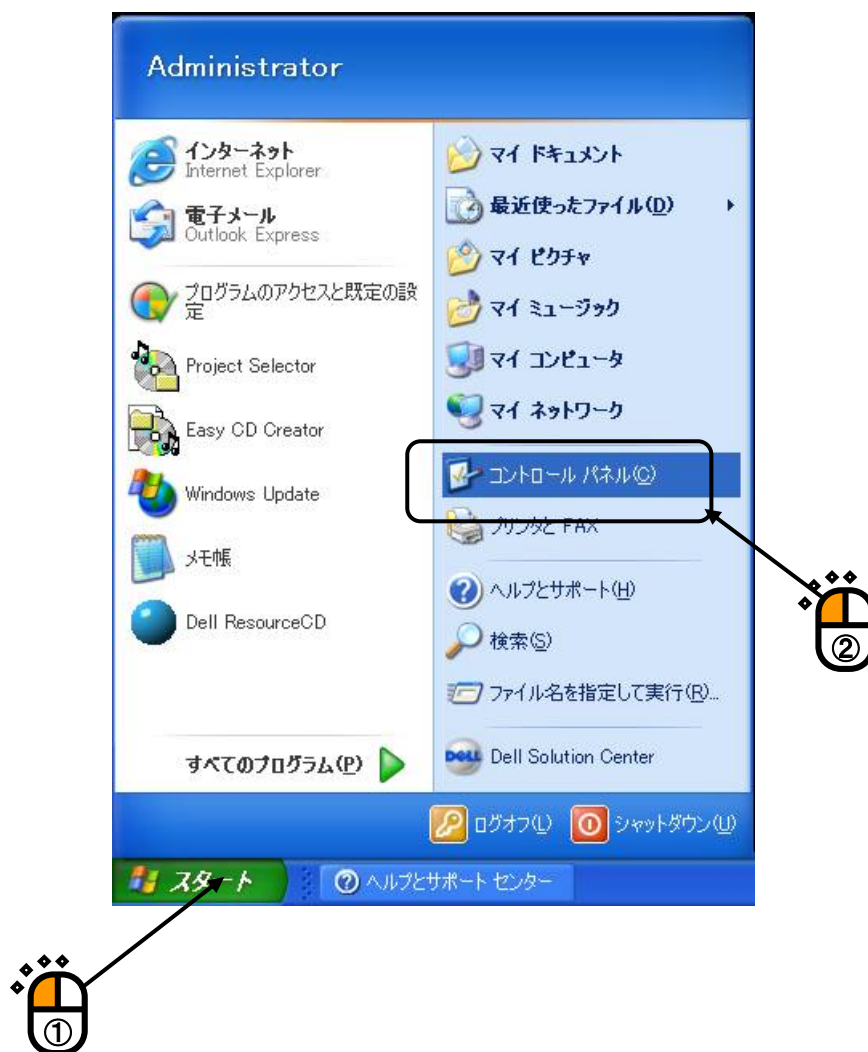 Administrator
インターネット
Internet Explorer
電子メール
Outlook Express
プログラムのアクセスと既定の設
定
Project Selector
Easy CD Creator
Windows Update
メモ帳
Dell ResourceCD
すべてのプログラム(P)
マイ ドキュメント
最近使ったファイル(D)
マイ ピクチャ
マイ ミュージック
マイ コンピュータ
マイ ネットワーク
コントロール パネル(C)
プリンタと FAX
ヘルプとサポート(H)
検索(S)
ファイル名を指定して実行(R)...
DELL Dell Solution Center
ログオフ(L) シャットダウン(U)
スタート ヘルプとサポート センター
②
①